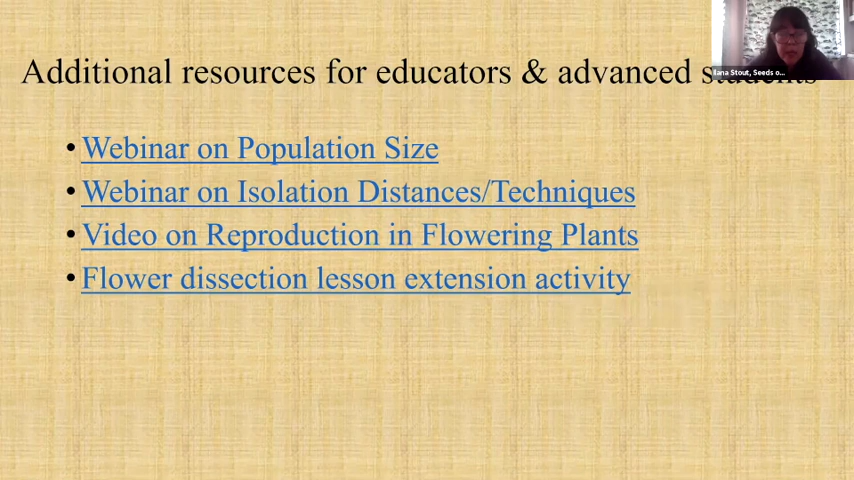 Additional resources for educators & advanced students
• Webinar on Population Size
• Webinar on Isolation Distances/Techniques
• Video on Reproduction in Flowering Plants
• Flower dissection lesson extension activity
Stout, Seeds o...